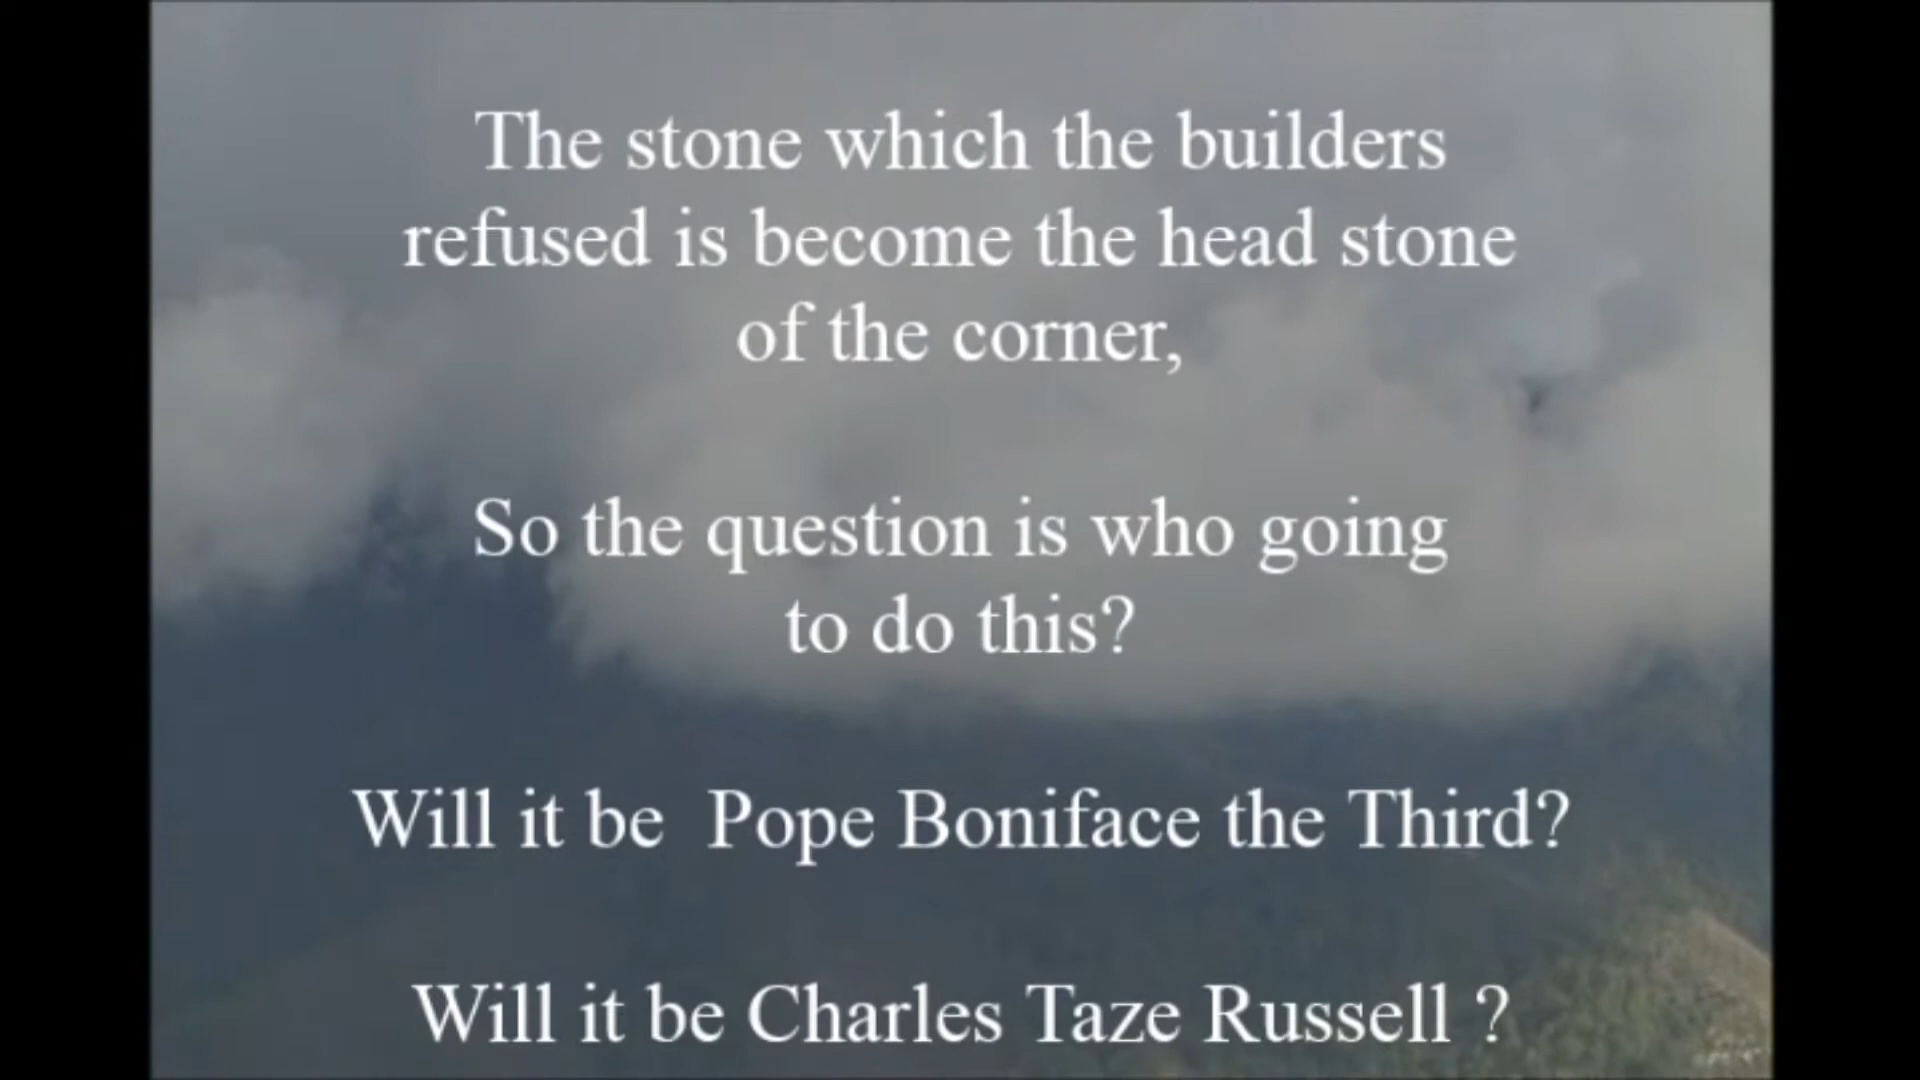 The stone which the builders
refused is become the head stone
of the corner,
So the question is who going
to do this?
Will it be  Pope Boniface the Third?
Will it be Charles Taze Russell ?